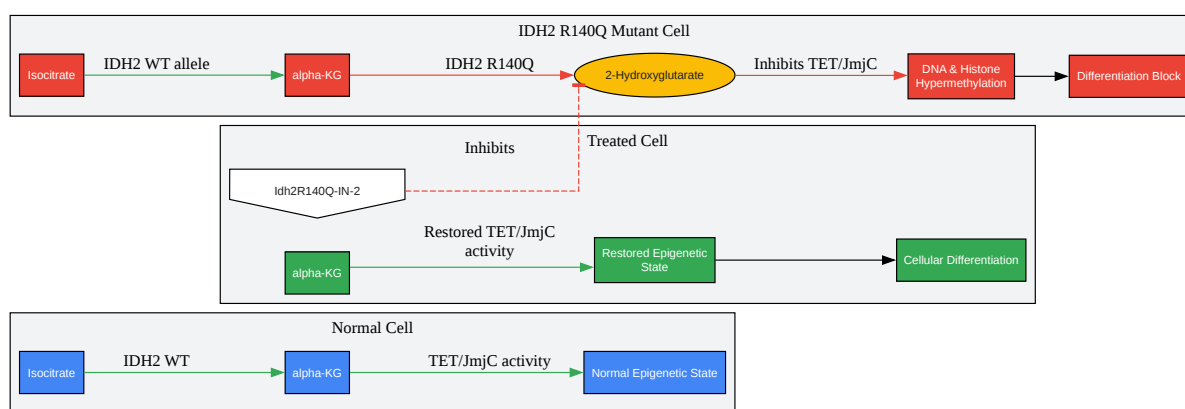 IDH2 R140Q Mutant Cell
Isocitrate
IDH2 WT allele
alpha-KG
IDH2 R140Q
2-Hydroxyglutarate
Inhibits TET/JmjC
DNA & Histone
Hypermethylation
Differentiation Block
Treated Cell
Inhibits
Idh2R140Q-IN-2
alpha-KG
Restored TET/JmjC
activity
Restored Epigenetic
State
Cellular Differentiation
Normal Cell
Isocitrate
IDH2 WT
alpha-KG
TET/JmjC activity
Normal Epigenetic State